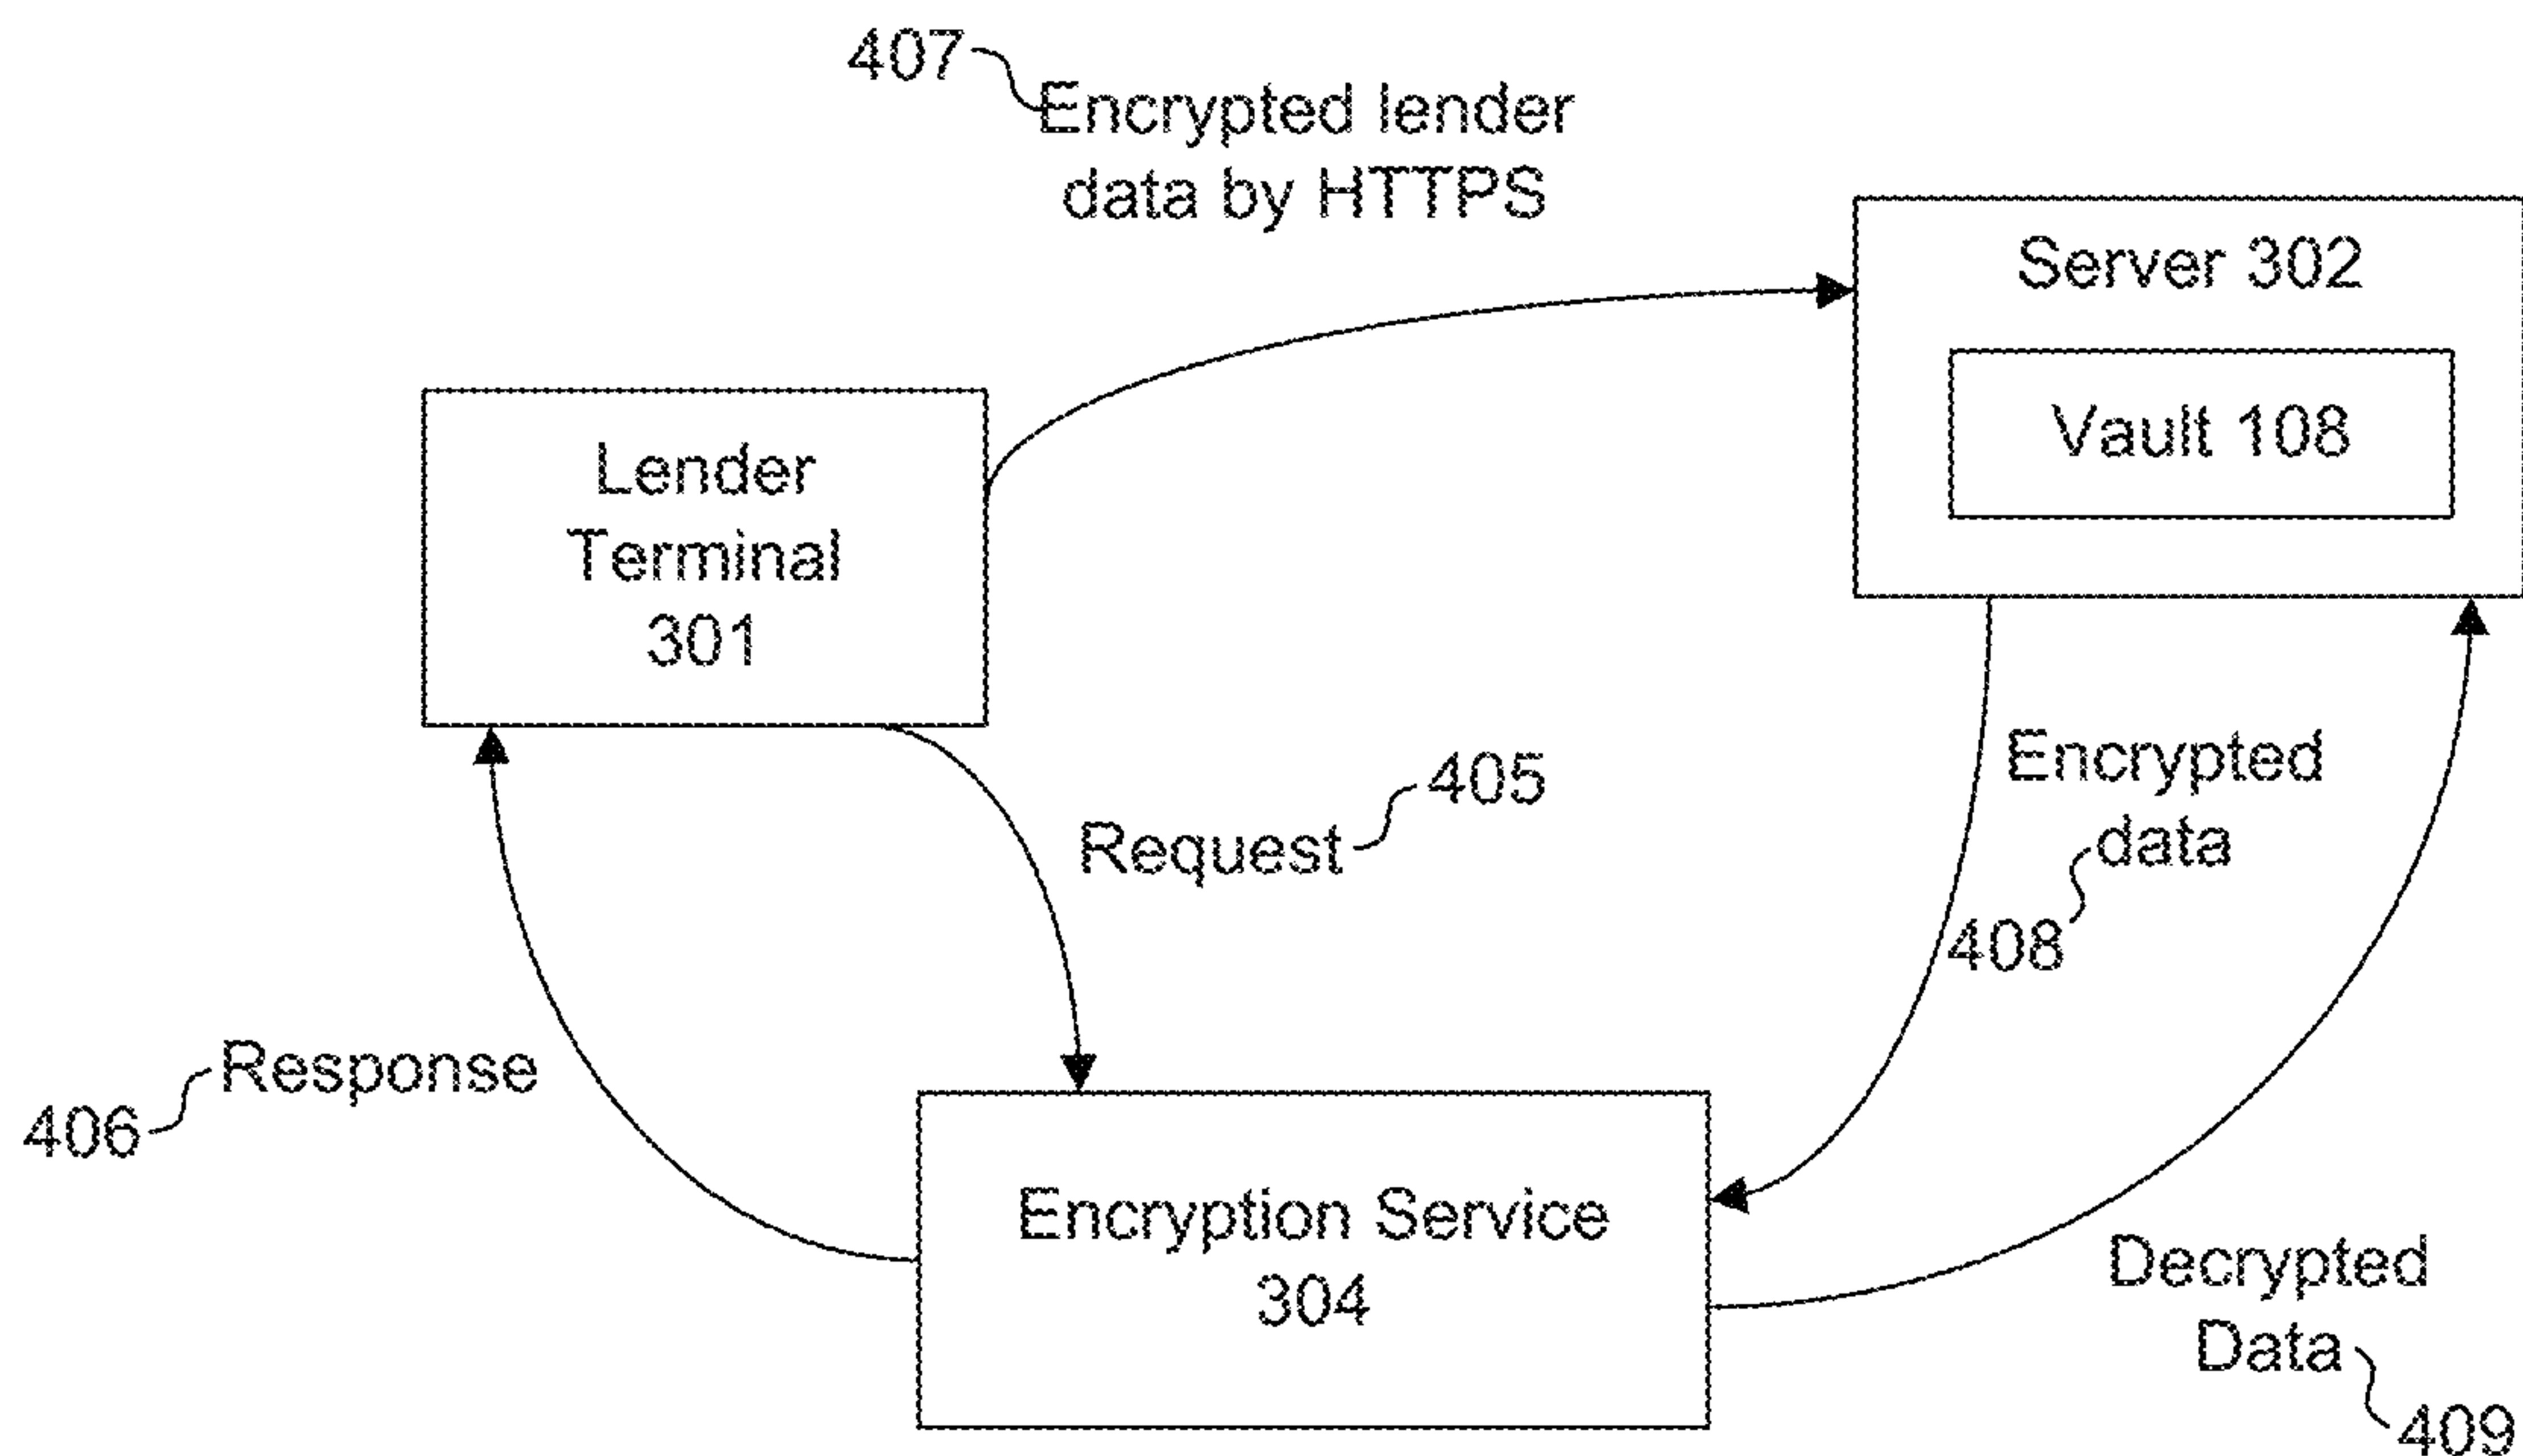 407
Encrypted lender
data by HTTPS
Server 302
Vault 108
Lender
Terminal
301
Request
405
Encrypted
data
408
Response
406
Encryption Service
304
Decrypted
Data
409